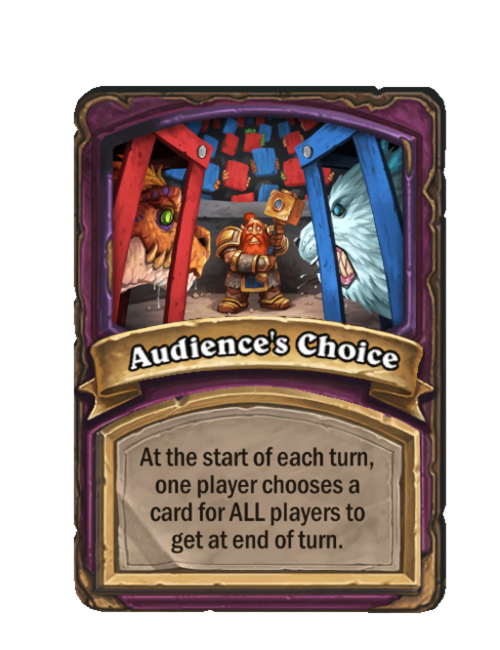 Audience's Choice
At the start of each turn,
one player chooses a
card for ALL players to
get at end of turn.